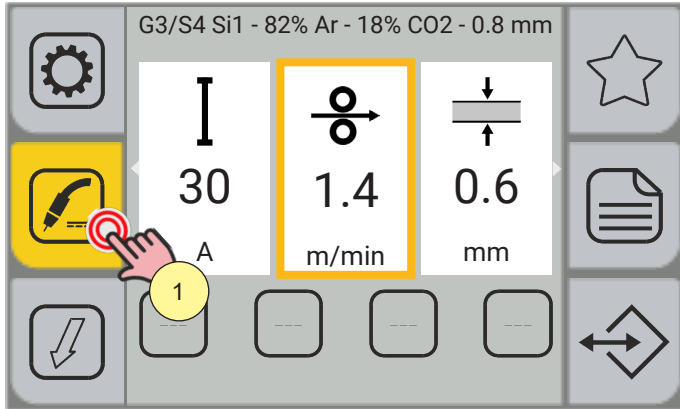 G3/S4 Si1 - 82% Ar - 18% CO2 - 0.8 mm
30 1.4 0.6
A m/min mm
1
--- --- --- ---